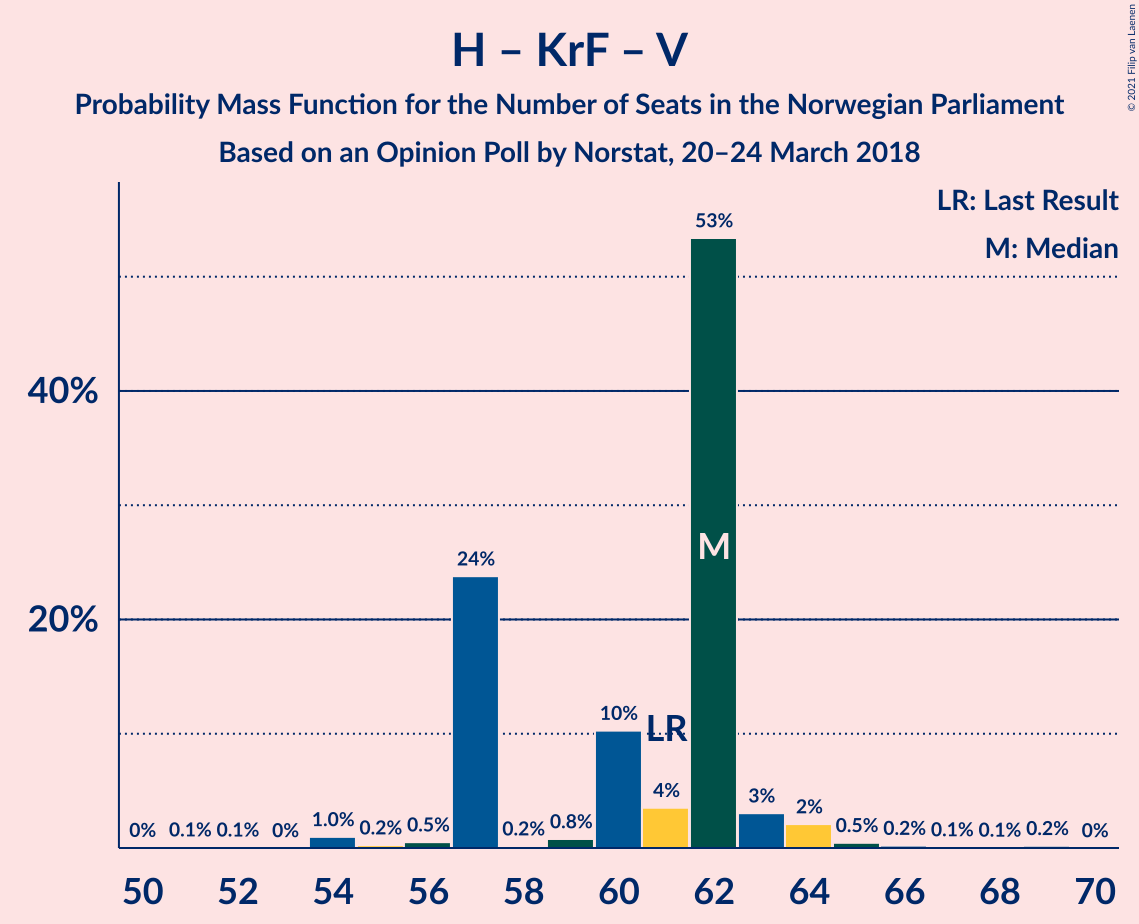 H – KrF – V
Probability Mass Function for the Number of Seats in the Norwegian Parliament
Based on an Opinion Poll by Norstat, 20–24 March 2018
© 2021 Filip van Laenen
LR: Last Result
M: Median
53%
40%
M
24%
20%
10%
LR
4%
3%
2%
0% 0.1% 0.1% 0% 1.0% 0.2% 0.5% 0.2% 0.8% 0.5% 0.2% 0.1% 0.1% 0.2% 0%
50 52 54 56 58 60 62 64 66 68 70